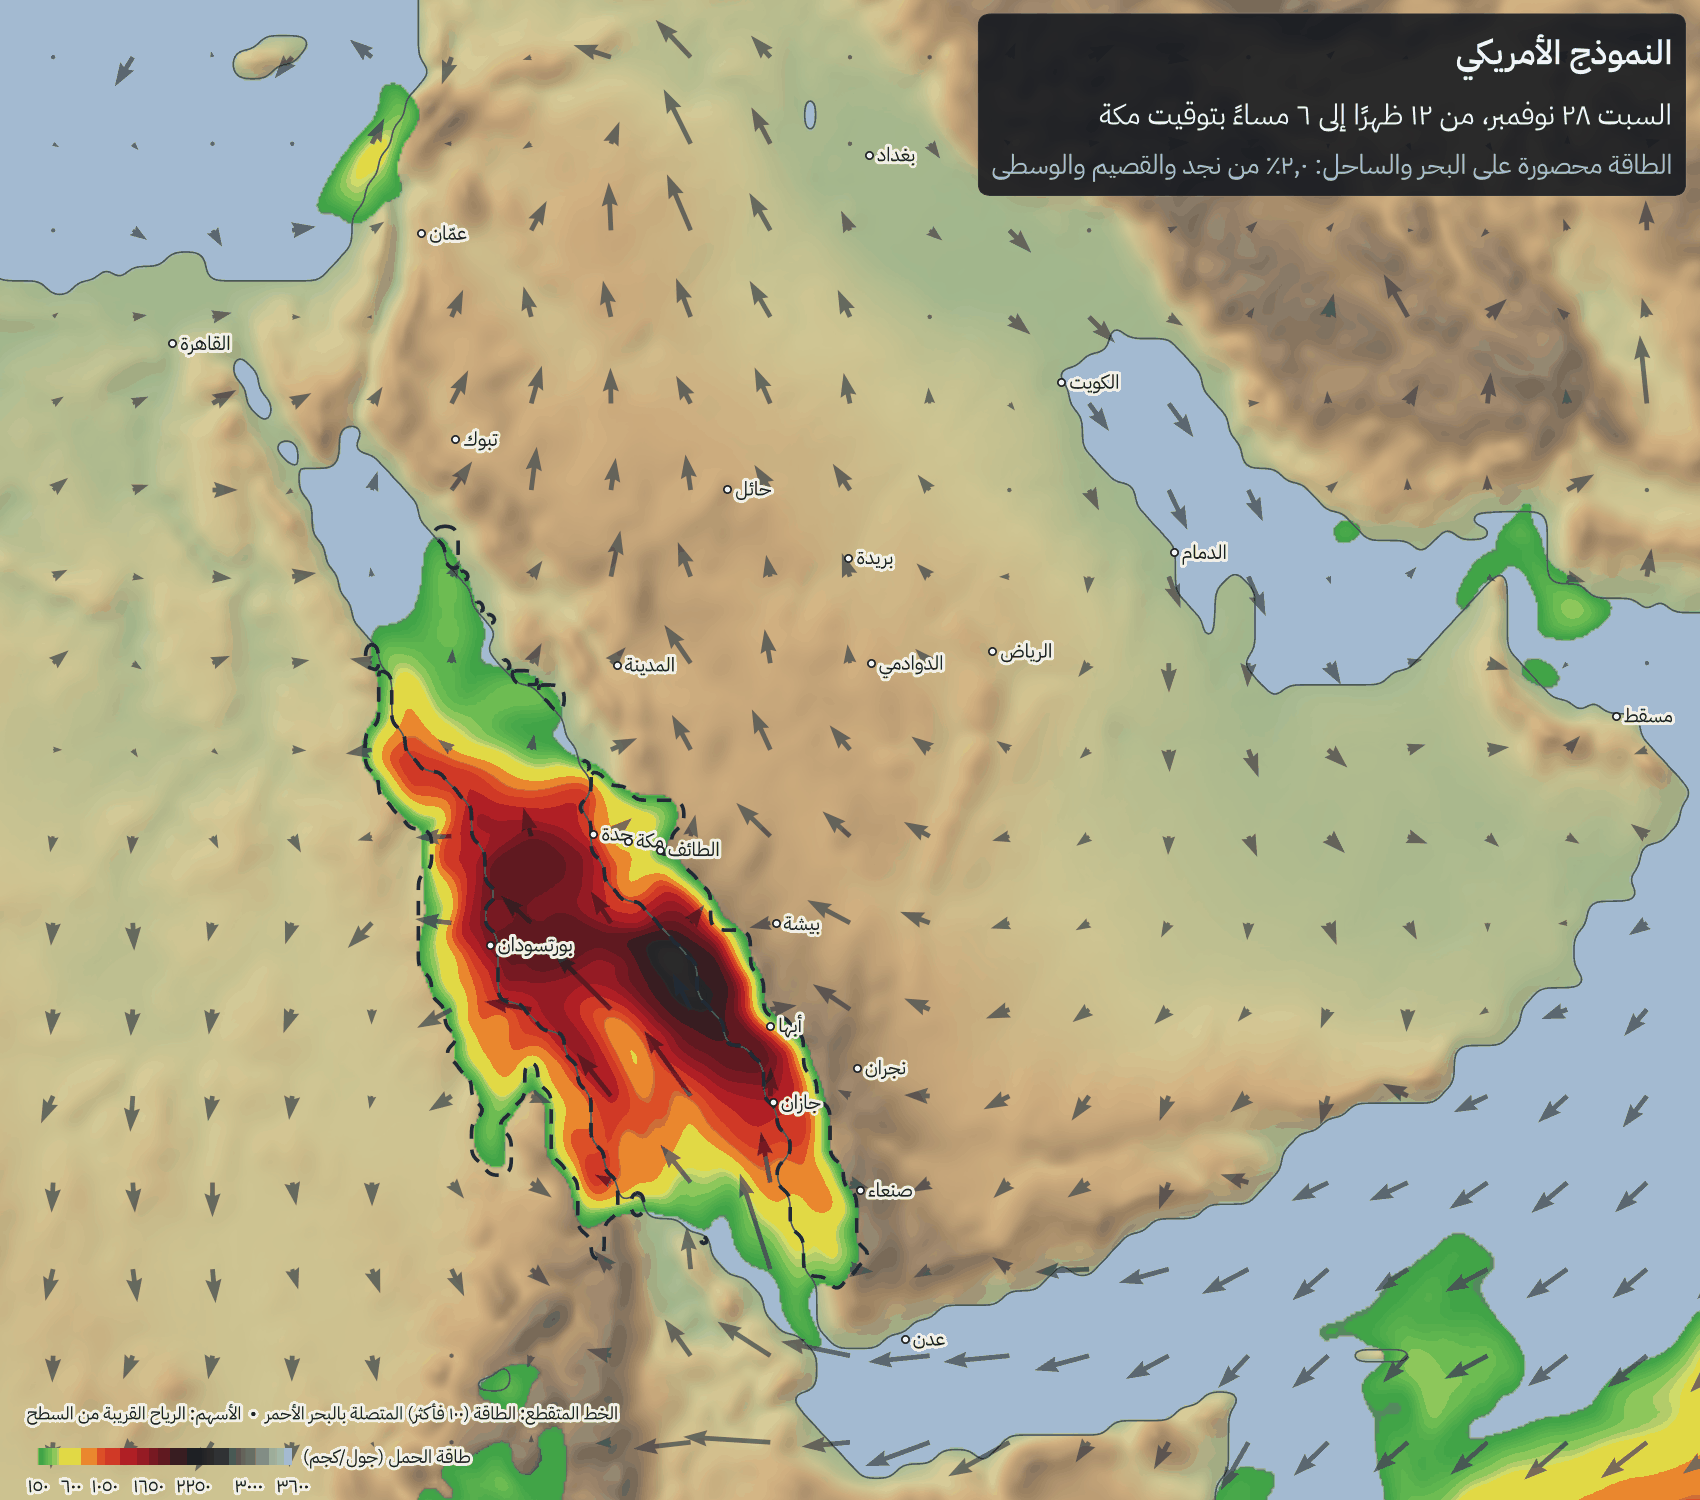 النموذج الأمريكي
السبت ٢٨ نوفمبر، من ١٢ ظهرًا إلى ٦ مساءً بتوقيت مكة
الطاقة محصورة على البحر والساحل: ٢٫٠٪ من نجد والقصيم والوسطى
بغداد
عمّان
القاهرة
الكويت
تبوك
حائل
الدمام
بريدة
الرياض
الدوادمي
المدينة
مسقط
جدة
مكة
الطائف
بيشة
بورتسودان
أبها
نجران
جازان
صنعاء
عدن
الخط المتقطع: الطاقة (١٠٠ فأكثر) المتصلة بالبحر الأحمر • الأسهم: الرياح القريبة من السطح
طاقة الحمل (جول/كجم)
١٥٠ ٦٠٠ ١٠٥٠ ١٦٥٠ ٢٢٥٠ ٣٠٠٠ ٣٦٠٠